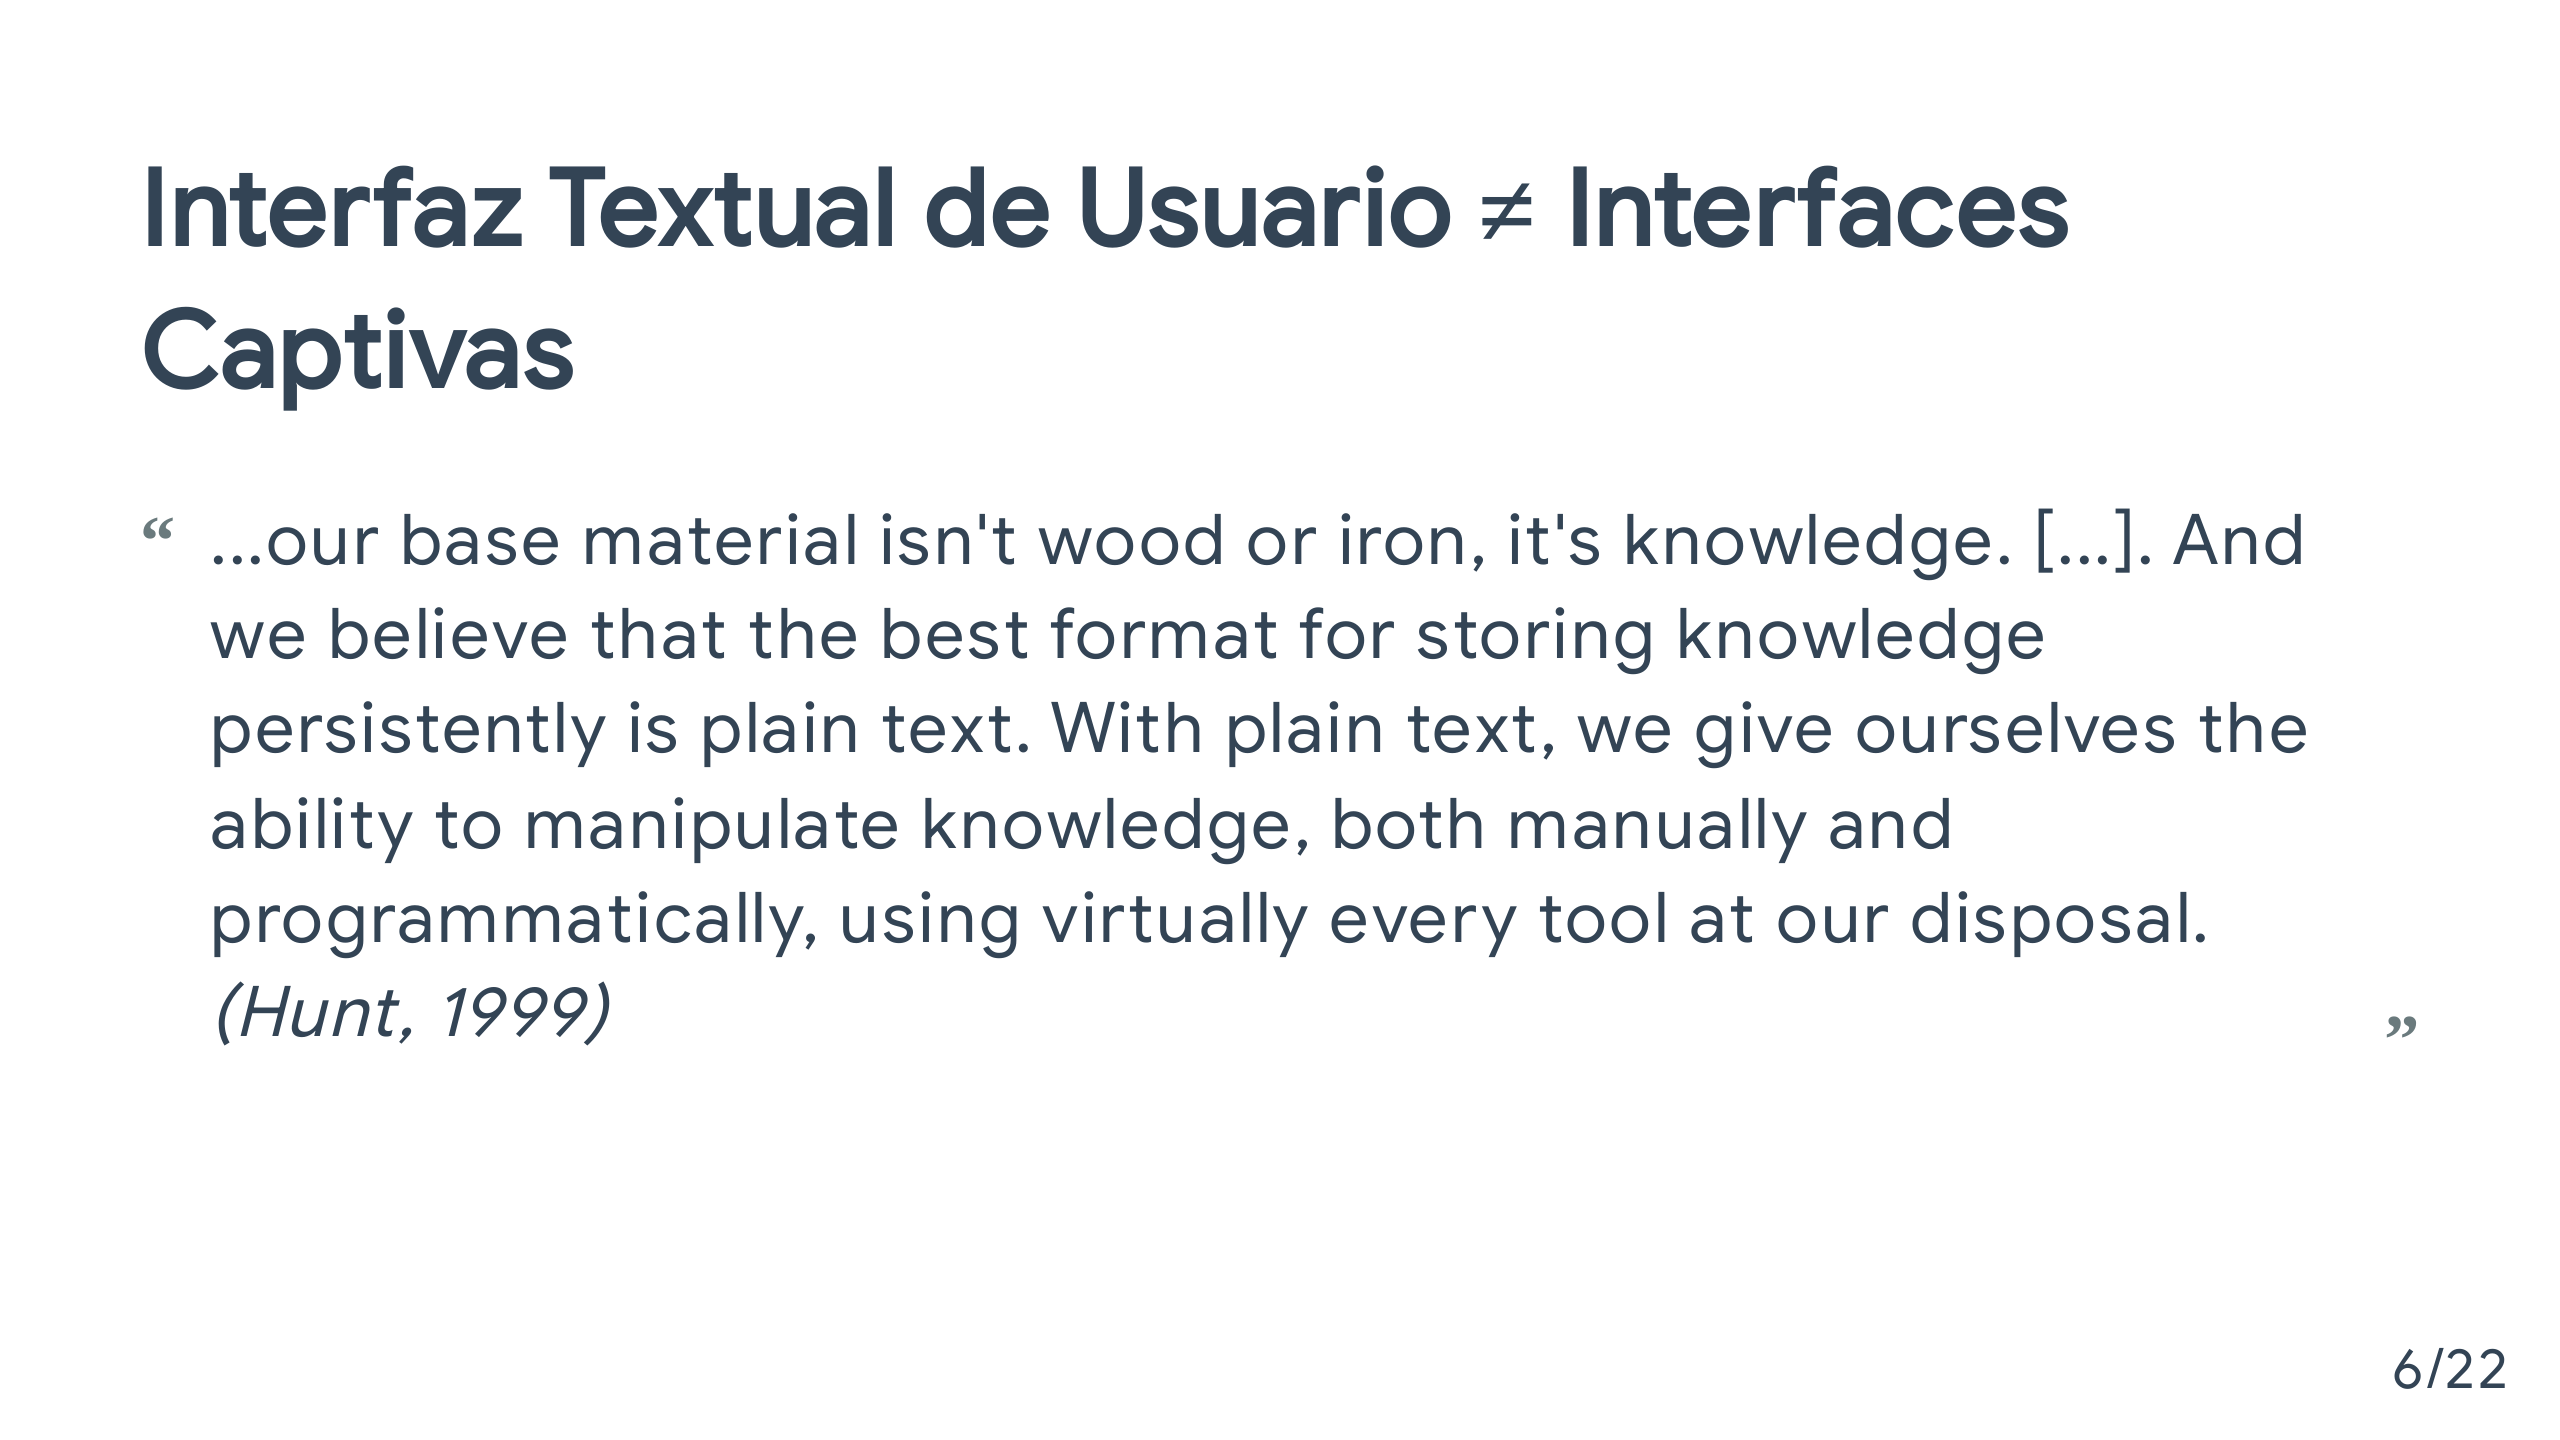 Interfaz Textual de Usuario ≠ Interfaces
Captivas
“ ...our base material isn't wood or iron, it's knowledge. [...]. And
we believe that the best format for storing knowledge
persistently is plain text. With plain text, we give ourselves the
ability to manipulate knowledge, both manually and
programmatically, using virtually every tool at our disposal.
(Hunt, 1999) ”
6/22